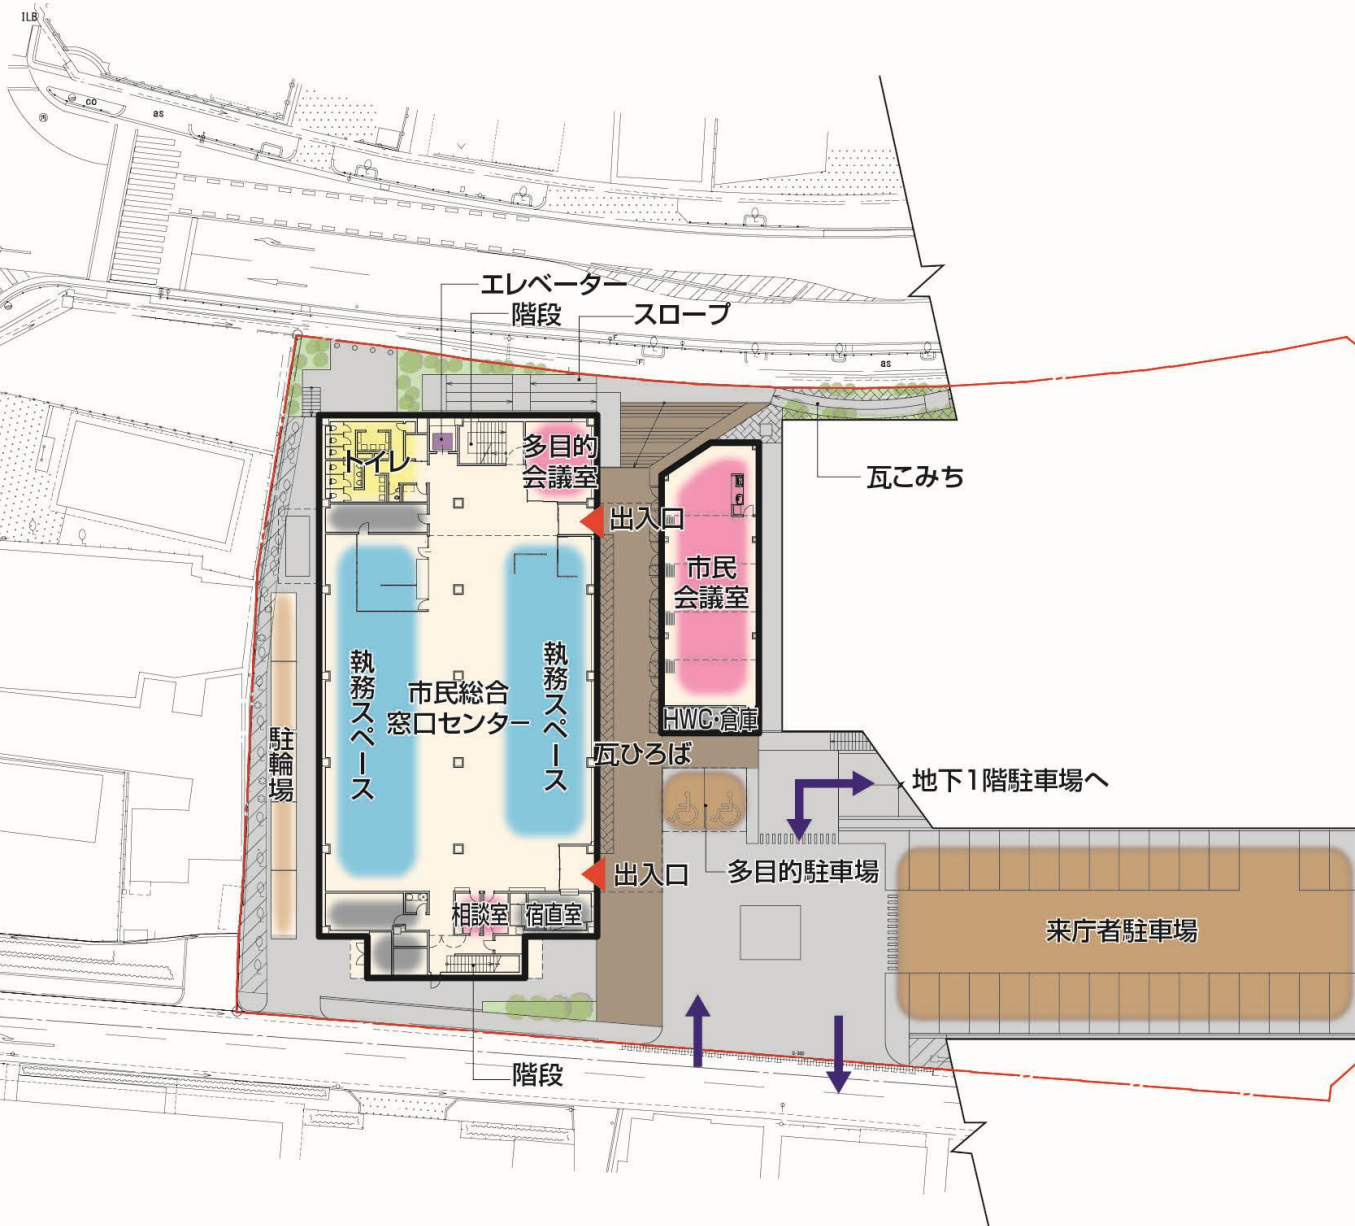 ILB
co
as
エレベーター
階段
スロープ
as
トイレ
多目的
会議室
瓦こみち
出入口
市民
会議室
執務スペース
市民総合
窓口センター
執務スペース
HWC・倉庫
駐輪場
瓦ひろば
地下1階駐車場へ
出入口
多目的駐車場
相談室
宿直室
来庁者駐車場
階段